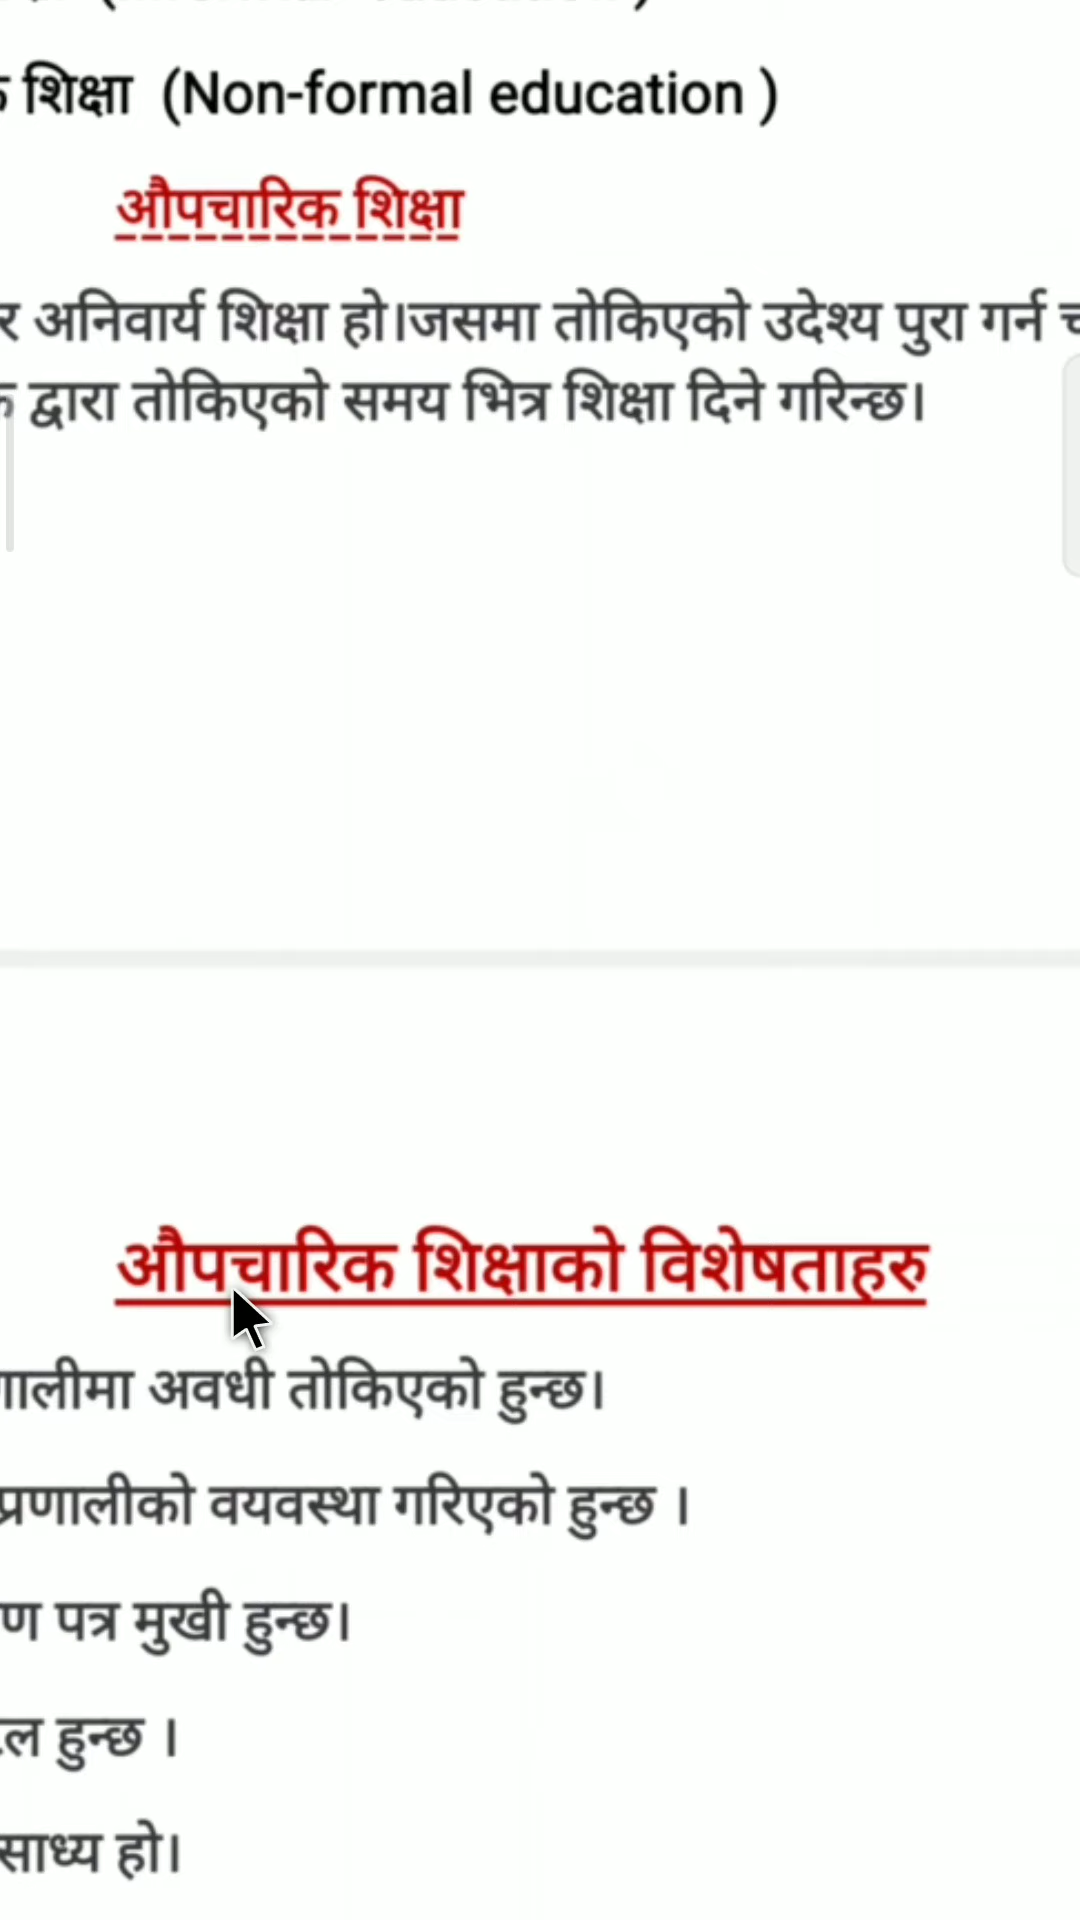 शिक्षा (Non-formal education )
औपचारिक शिक्षा
अनिवार्य शिक्षा हो।जसमा तोकिएको उदेश्य पुरा गर्न
द्वारा तोकिएको समय भित्र शिक्षा दिने गरिन्छ।
औपचारिक शिक्षाको विशेषताहरु
अवधी तोकिएको हुन्छ।
प्रणालीको वयवस्था गरिएको हुन्छ ।
पत्र मुखी हुन्छ।
हुन्छ ।
साध्य हो।